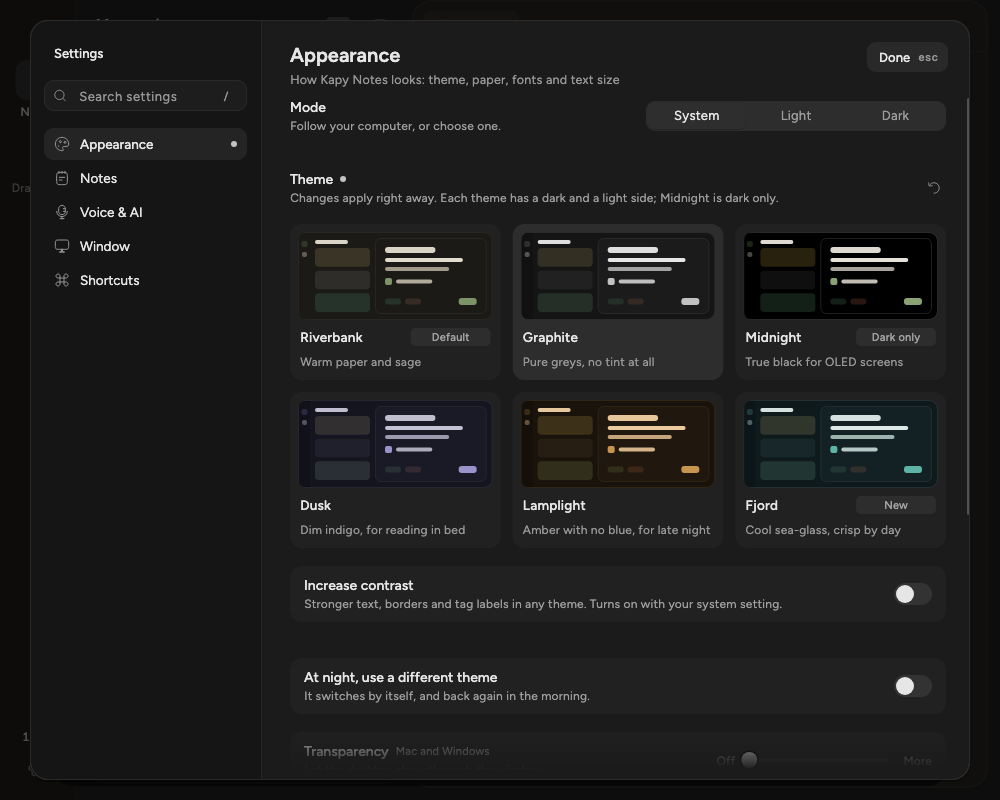 Settings
Search settings /
Appearance
Notes
Voice & AI
Window
Shortcuts
Appearance
How Kapy Notes looks: theme, paper, fonts and text size
Done esc
Mode
Follow your computer, or choose one.
System Light Dark
Theme
Changes apply right away. Each theme has a dark and a light side; Midnight is dark only.
Riverbank Default
Warm paper and sage
Graphite
Pure greys, no tint at all
Midnight Dark only
True black for OLED screens
Dusk
Dim indigo, for reading in bed
Lamplight
Amber with no blue, for late night
Fjord New
Cool sea-glass, crisp by day
Increase contrast
Stronger text, borders and tag labels in any theme. Turns on with your system setting.
At night, use a different theme
It switches by itself, and back again in the morning.
Transparency Mac and Windows
Off More